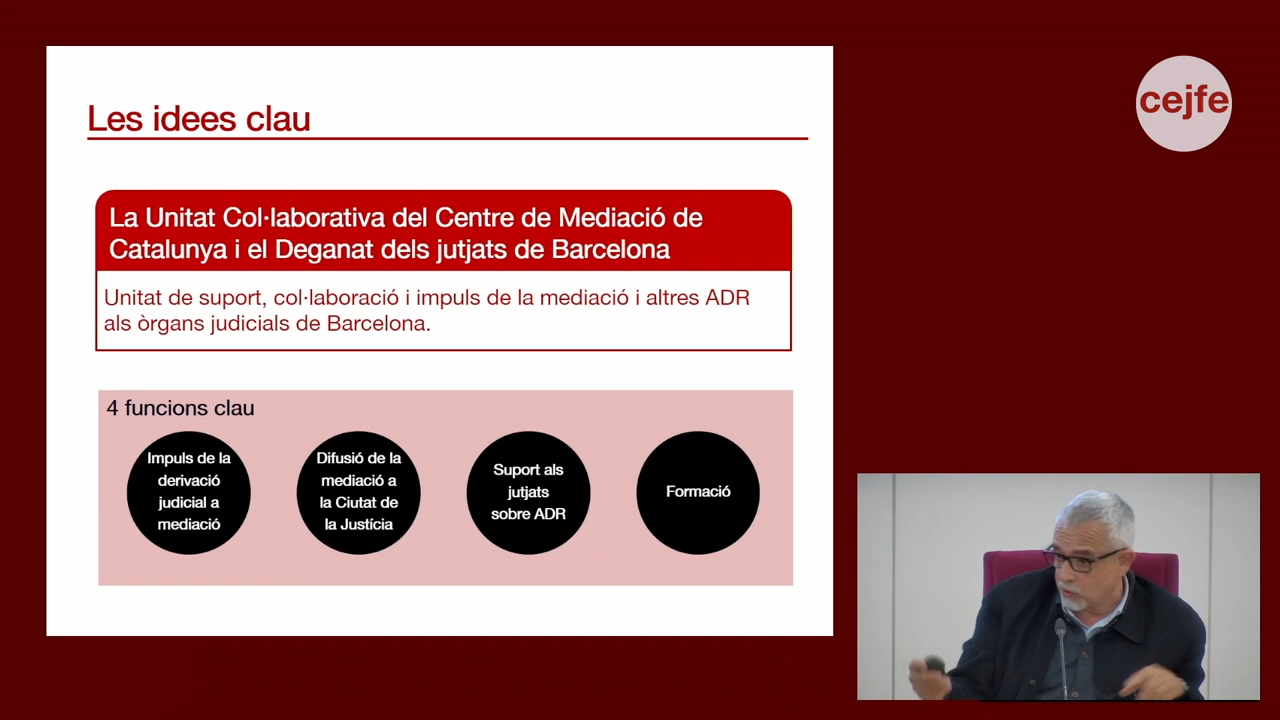 cejfe
Les idees clau
La Unitat Col·laborativa del Centre de Mediació de
Catalunya i el Deganat dels jutjats de Barcelona
Unitat de suport, col·laboració i impuls de la mediació i altres ADR
als òrgans judicials de Barcelona.
4 funcions clau
Impuls de la
derivació
judicial a
mediació
Difusió de la
mediació a
la Ciutat de
la Justícia
Suport als
jutjats
sobre ADR
Formació